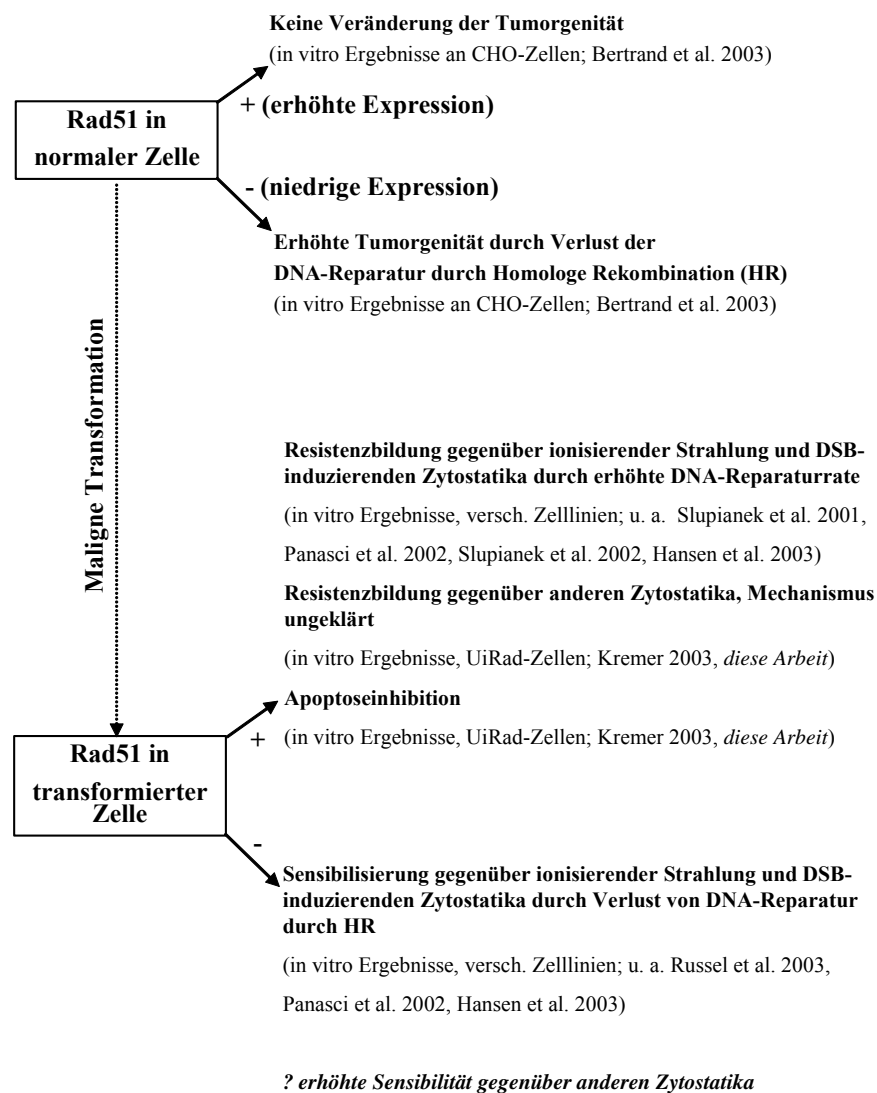 Keine Veränderung der Tumorgenität
(in vitro Ergebnisse an CHO-Zellen; Bertrand et al. 2003)
+ (erhöhte Expression)
Rad51 in
normaler Zelle
- (niedrige Expression)
Erhöhte Tumorgenität durch Verlust der
DNA-Reparatur durch Homologe Rekombination (HR)
(in vitro Ergebnisse an CHO-Zellen; Bertrand et al. 2003)
Maligne Transformation
Resistenzbildung gegenüber ionisierender Strahlung und DSB-
induzierenden Zytostatika durch erhöhte DNA-Reparaturrate
(in vitro Ergebnisse, versch. Zelllinien; u. a. Slupianek et al. 2001,
Panasci et al. 2002, Slupianek et al. 2002, Hansen et al. 2003)
Resistenzbildung gegenüber anderen Zytostatika, Mechanismus
ungeklärt
(in vitro Ergebnisse, UiRad-Zellen; Kremer 2003, diese Arbeit)
Apoptoseinhibition
+ (in vitro Ergebnisse, UiRad-Zellen; Kremer 2003, diese Arbeit)
Rad51 in
transformierter
Zelle
-
Sensibilisierung gegenüber ionisierender Strahlung und DSB-
induzierenden Zytostatika durch Verlust von DNA-Reparatur
durch HR
(in vitro Ergebnisse, versch. Zelllinien; u. a. Russel et al. 2003,
Panasci et al. 2002, Hansen et al. 2003)
? erhöhte Sensibilität gegenüber anderen Zytostatika